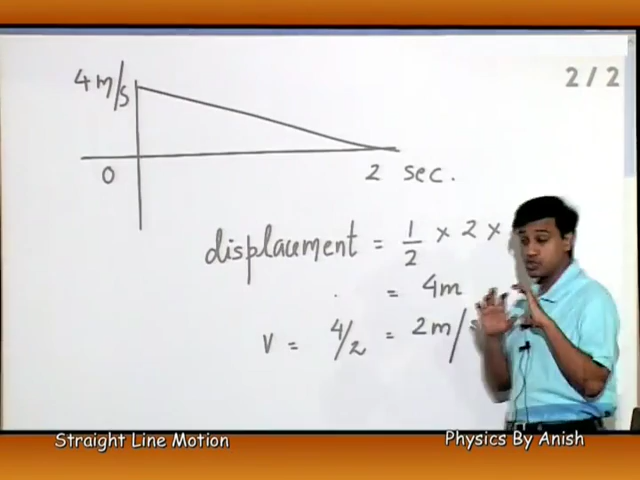 2/2
4m/s
0
2 sec.
displacement = 1/2 × 2 ×
= 4m
v = 4/2 = 2m/
Straight Line Motion
Physics By Anish